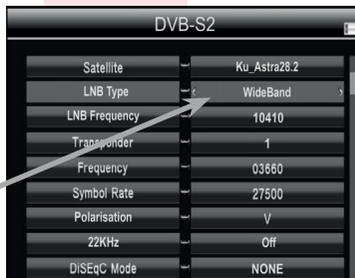 DVB-S2
Satellite Ku_Astra28.2
LNB Type WideBand
LNB Frequency 10410
Transponder 1
Frequency 03660
Symbol Rate 27500
Polarisation V
22KHz Off
DiSEqC Mode NONE